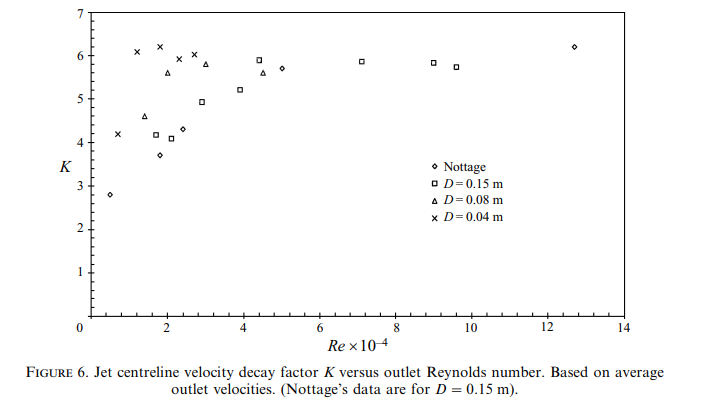 7
6
5
4
K
3
2
1
0 2 4 6 8 10 12 14
Re × 10⁻⁴
Nottage
D = 0.15 m
D = 0.08 m
D = 0.04 m
FIGURE 6. Jet centreline velocity decay factor K versus outlet Reynolds number. Based on average
outlet velocities. (Nottage's data are for D = 0.15 m).